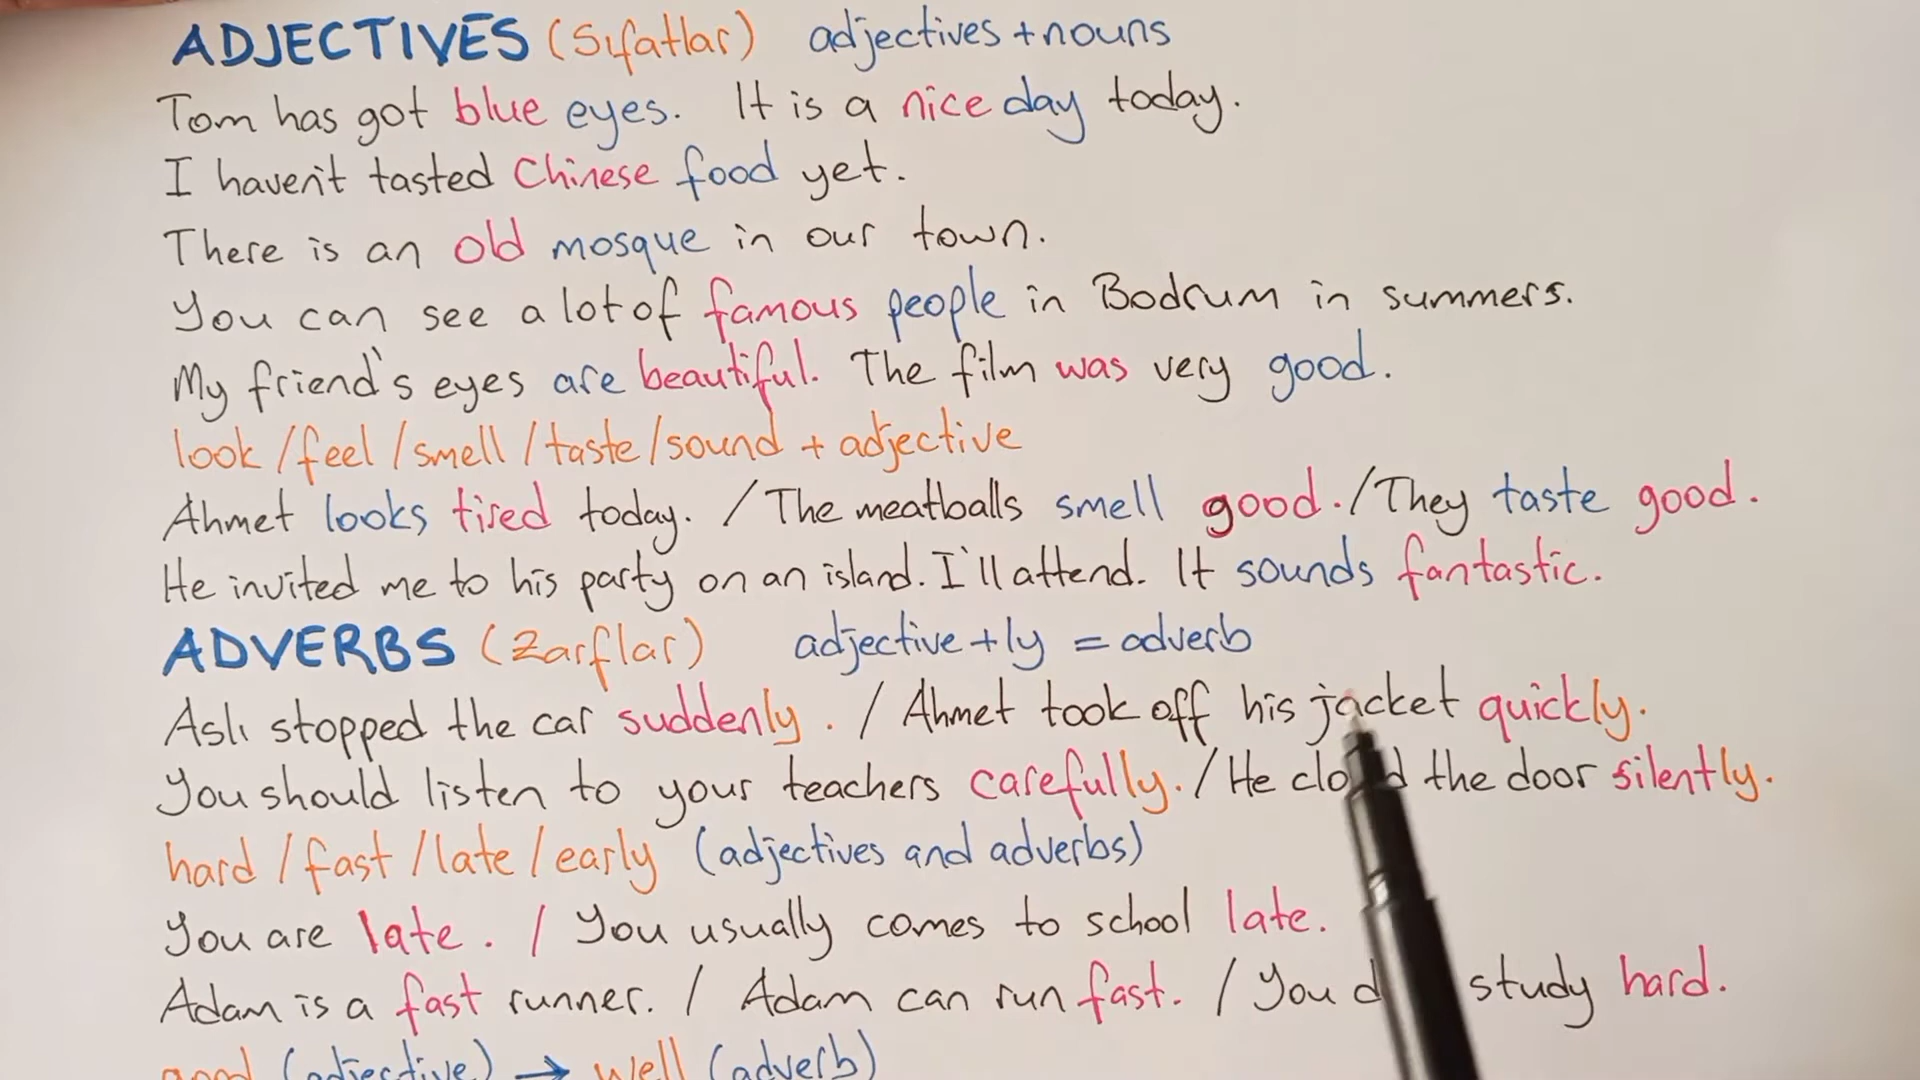 ADJECTIVES (Sıfatlar) adjectives + nouns
Tom has got blue eyes. It is a nice day today.
I haven't tasted Chinese food yet.
There is an old mosque in our town.
You can see a lot of famous people in Bodrum in summers.
My friend's eyes are beautiful. The film was very good.
look / feel / smell / taste / sound + adjective
Ahmet looks tired today. / The meatballs smell good. / They taste good.
He invited me to his party on an island. I'll attend. It sounds fantastic.
ADVERBS (Zarflar) adjective + ly = adverb
Aslı stopped the car suddenly. / Ahmet took off his jacket quickly.
You should listen to your teachers carefully. / He the door silently.
hard / fast / late / early (adjectives and adverbs)
You are late. / You usually comes to school late.
Adam is a fast runner. / Adam can run fast. / You study hard.
good (adjective) → well (adverb)